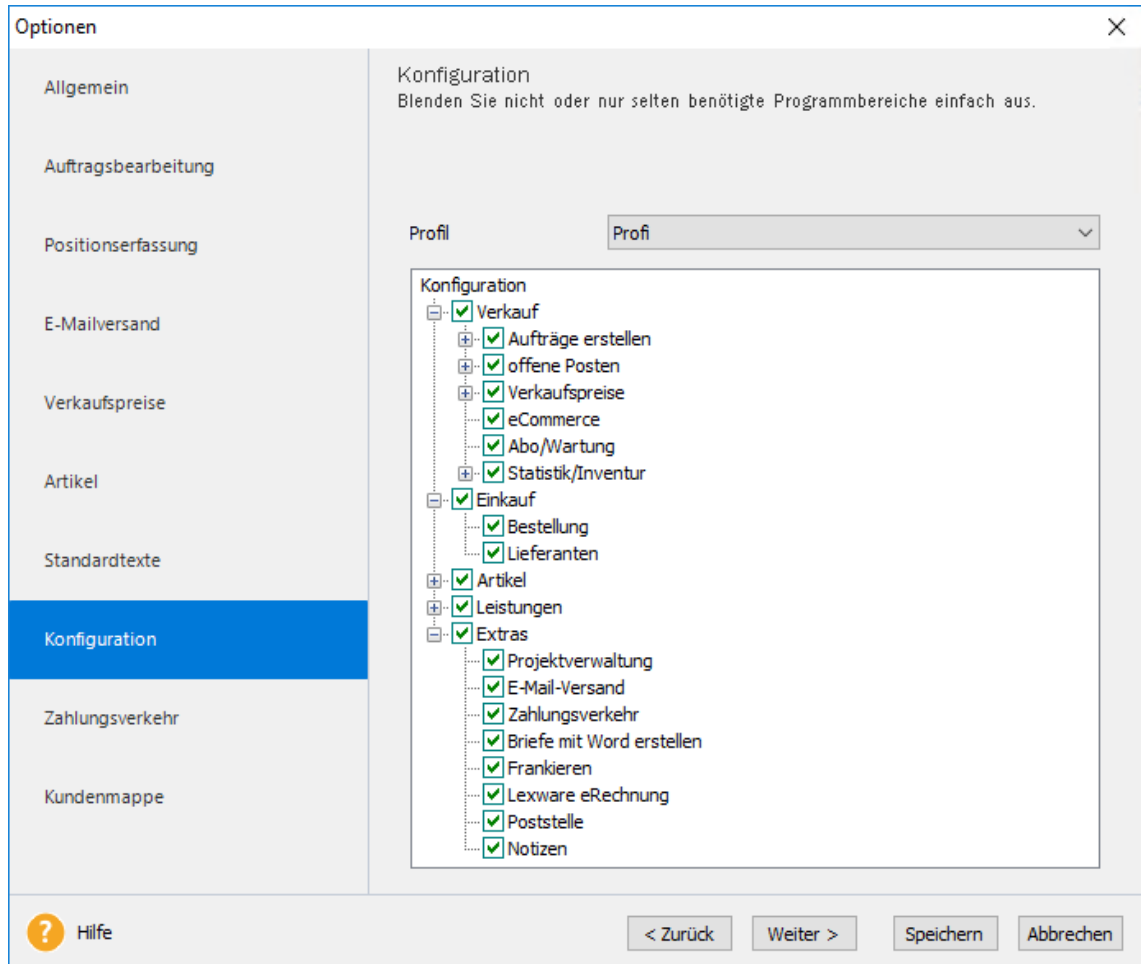 Optionen
Allgemein
Auftragsbearbeitung
Positionserfassung
E-Mailversand
Verkaufspreise
Artikel
Standardtexte
Konfiguration
Zahlungsverkehr
Kundenmappe
Konfiguration
Blenden Sie nicht oder nur selten benötigte Programmbereiche einfach aus.
Profil Profi
Konfiguration
Verkauf
Aufträge erstellen
offene Posten
Verkaufspreise
eCommerce
Abo/Wartung
Statistik/Inventur
Einkauf
Bestellung
Lieferanten
Artikel
Leistungen
Extras
Projektverwaltung
E-Mail-Versand
Zahlungsverkehr
Briefe mit Word erstellen
Frankieren
Lexware eRechnung
Poststelle
Notizen
? Hilfe < Zurück Weiter > Speichern Abbrechen